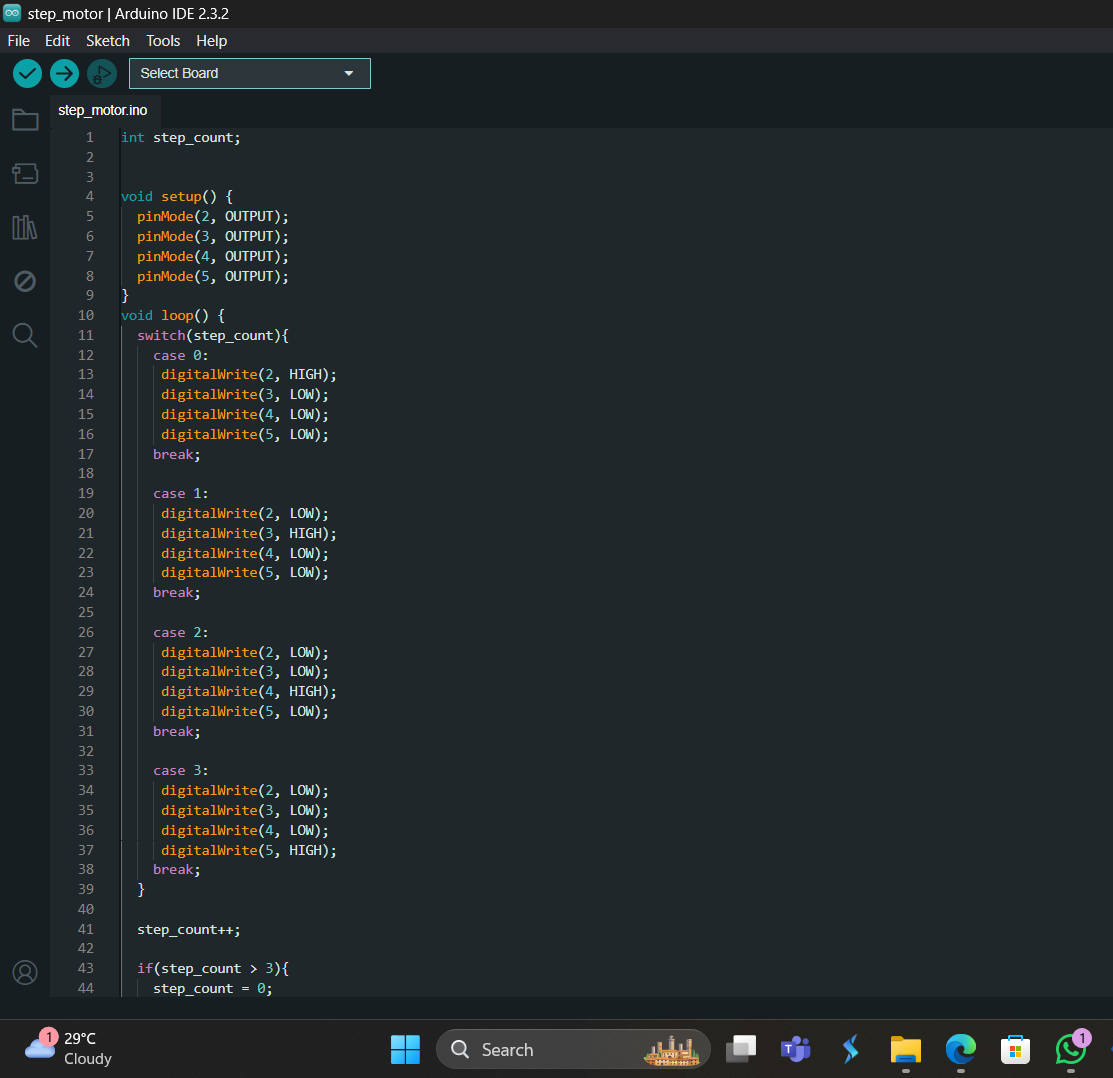 step_motor | Arduino IDE 2.3.2
File Edit Sketch Tools Help
Select Board
step_motor.ino
1 int step_count;
2
3
4 void setup() {
5 pinMode(2, OUTPUT);
6 pinMode(3, OUTPUT);
7 pinMode(4, OUTPUT);
8 pinMode(5, OUTPUT);
9 }
10 void loop() {
11 switch(step_count){
12 case 0:
13 digitalWrite(2, HIGH);
14 digitalWrite(3, LOW);
15 digitalWrite(4, LOW);
16 digitalWrite(5, LOW);
17 break;
18
19 case 1:
20 digitalWrite(2, LOW);
21 digitalWrite(3, HIGH);
22 digitalWrite(4, LOW);
23 digitalWrite(5, LOW);
24 break;
25
26 case 2:
27 digitalWrite(2, LOW);
28 digitalWrite(3, LOW);
29 digitalWrite(4, HIGH);
30 digitalWrite(5, LOW);
31 break;
32
33 case 3:
34 digitalWrite(2, LOW);
35 digitalWrite(3, LOW);
36 digitalWrite(4, LOW);
37 digitalWrite(5, HIGH);
38 break;
39 }
40
41 step_count++;
42
43 if(step_count > 3){
44 step_count = 0;
1
29°C
Cloudy
Search
T
1